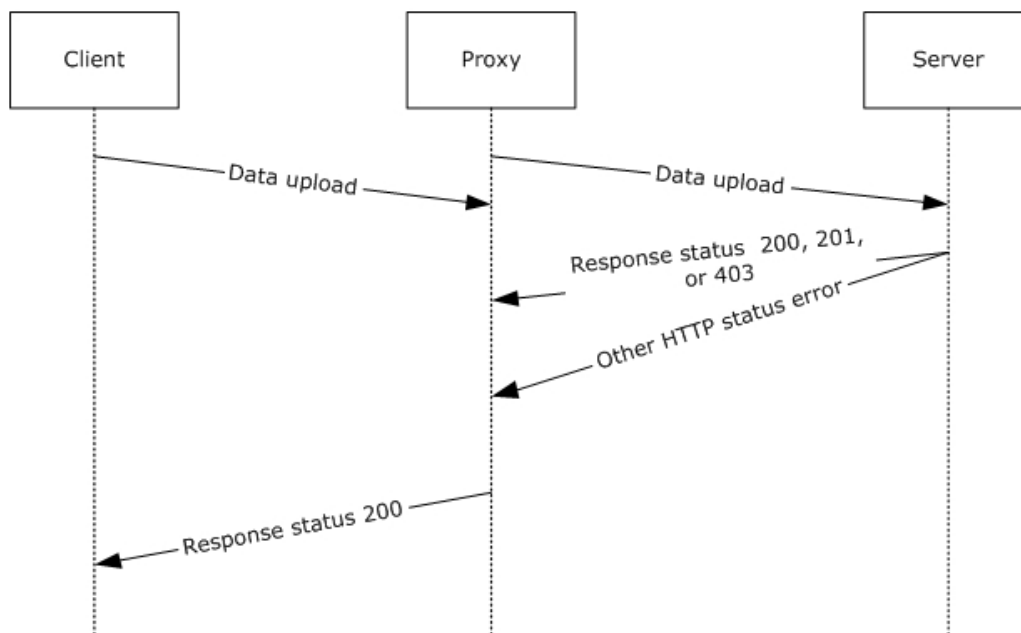 Client
Proxy
Server
Data upload
Data upload
Response status 200, 201,
or 403
Other HTTP status error
Response status 200